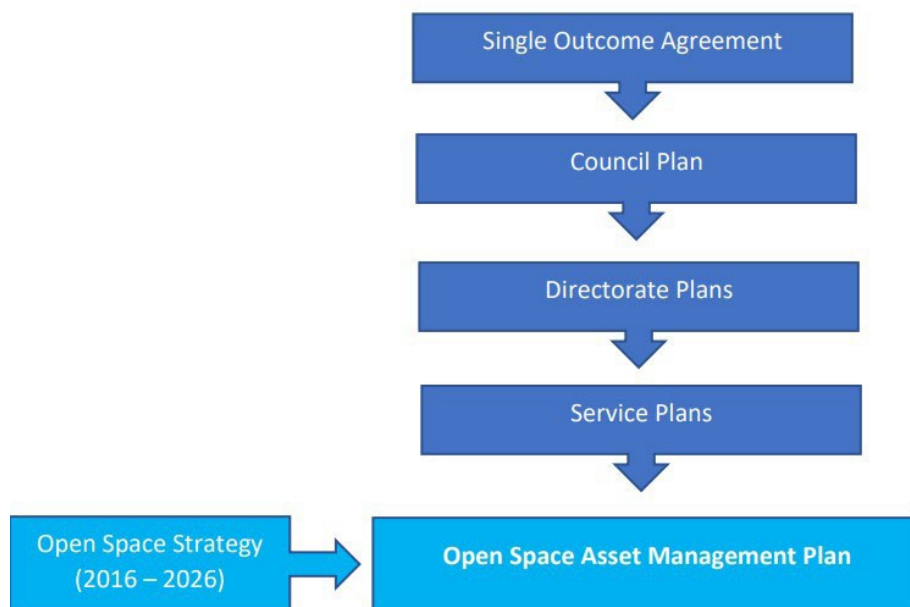 Single Outcome Agreement
Council Plan
Directorate Plans
Service Plans
Open Space Strategy
(2016 – 2026)
Open Space Asset Management Plan